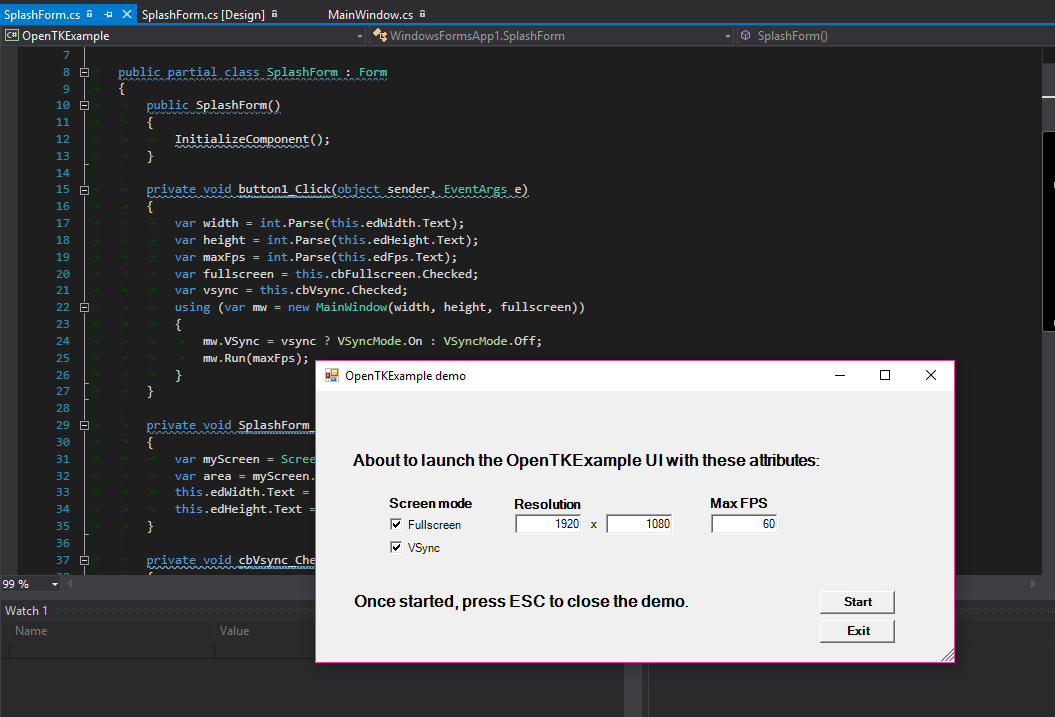 SplashForm.cs SplashForm.cs [Design] MainWindow.cs
C# OpenTKExample WindowsFormsApp1.SplashForm SplashForm()
7
8 public partial class SplashForm : Form
9 {
10 public SplashForm()
11 {
12 InitializeComponent();
13 }
14
15 private void button1_Click(object sender, EventArgs e)
16 {
17 var width = int.Parse(this.edWidth.Text);
18 var height = int.Parse(this.edHeight.Text);
19 var maxFps = int.Parse(this.edFps.Text);
20 var fullscreen = this.cbFullscreen.Checked;
21 var vsync = this.cbVsync.Checked;
22 using (var mw = new MainWindow(width, height, fullscreen))
23 {
24 mw.VSync = vsync ? VSyncMode.On : VSyncMode.Off;
25 mw.Run(maxFps);
26 }
27 }
28
29 private void SplashForm_
30 {
31 var myScreen = Scree
32 var area = myScreen.
33 this.edWidth.Text =
34 this.edHeight.Text =
35 }
36
37 private void cbVsync_Che
99 %
OpenTKExample demo
About to launch the OpenTKExample UI with these attributes:
Screen mode Resolution Max FPS
Fullscreen 1920 x 1080 60
VSync
Once started, press ESC to close the demo.
Start
Exit
Watch 1
Name Value